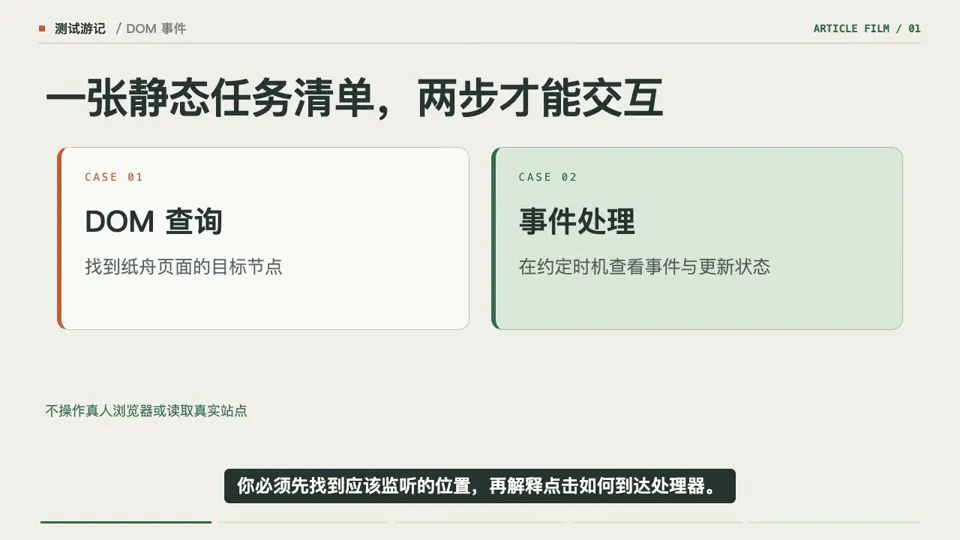 测试游记 / DOM 事件
ARTICLE FILM / 01
一张静态任务清单，两步才能交互
CASE 01
DOM 查询
找到纸舟页面的目标节点
CASE 02
事件处理
在约定时机查看事件与更新状态
不操作真人浏览器或读取真实站点
你必须先找到应该监听的位置，再解释点击如何到达处理器。